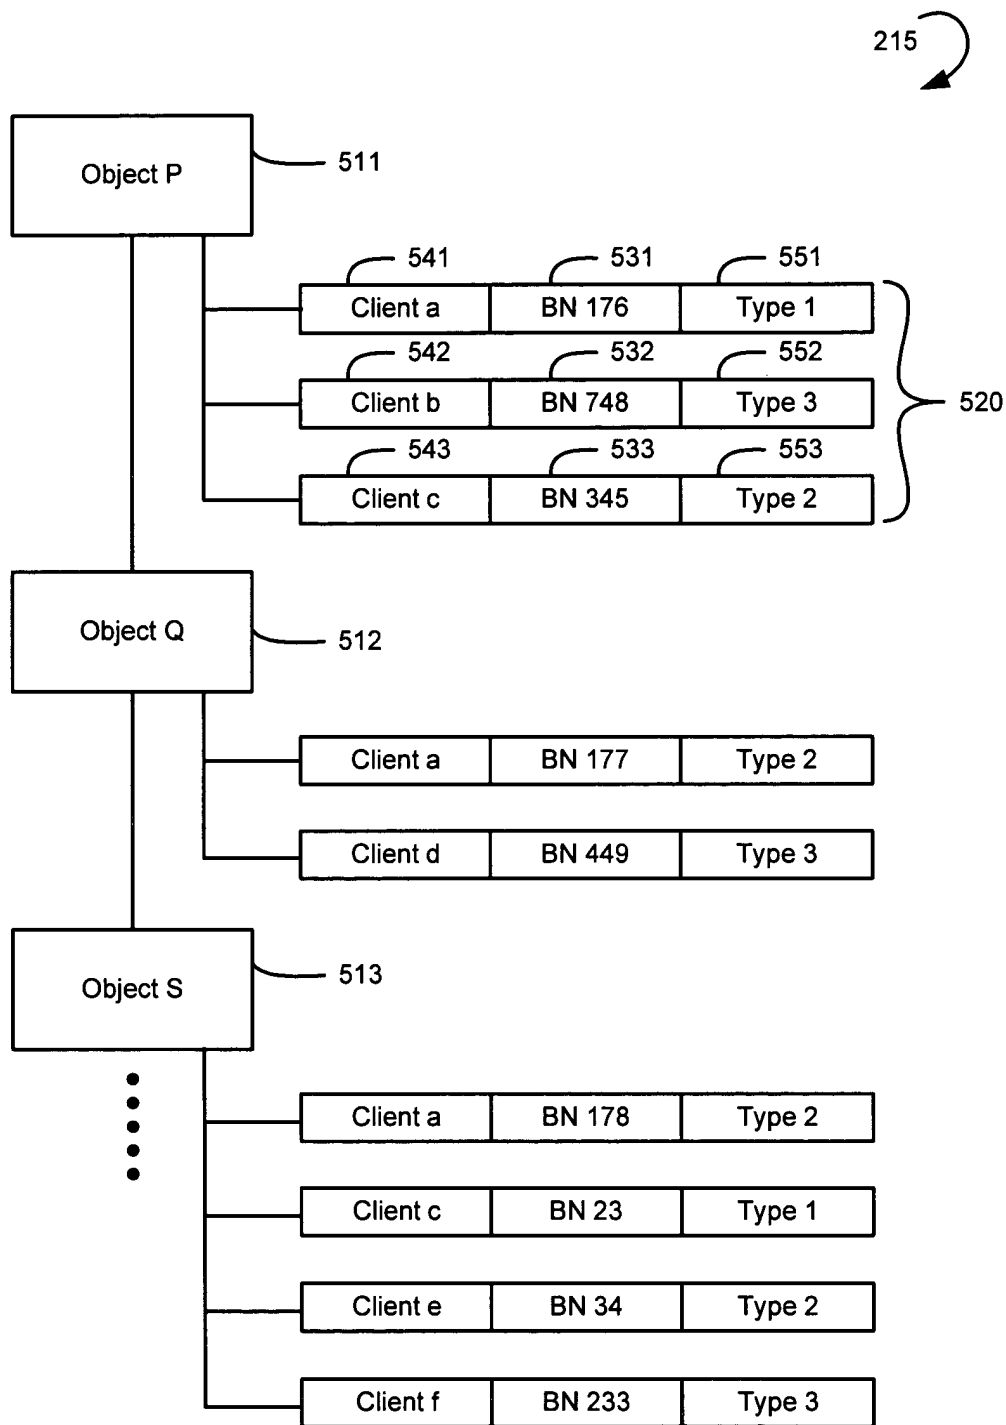 215
Object P
511
541 531 551
Client a BN 176 Type 1
542 532 552
Client b BN 748 Type 3
520
543 533 553
Client c BN 345 Type 2
Object Q
512
Client a BN 177 Type 2
Client d BN 449 Type 3
Object S
513
Client a BN 178 Type 2
Client c BN 23 Type 1
Client e BN 34 Type 2
Client f BN 233 Type 3